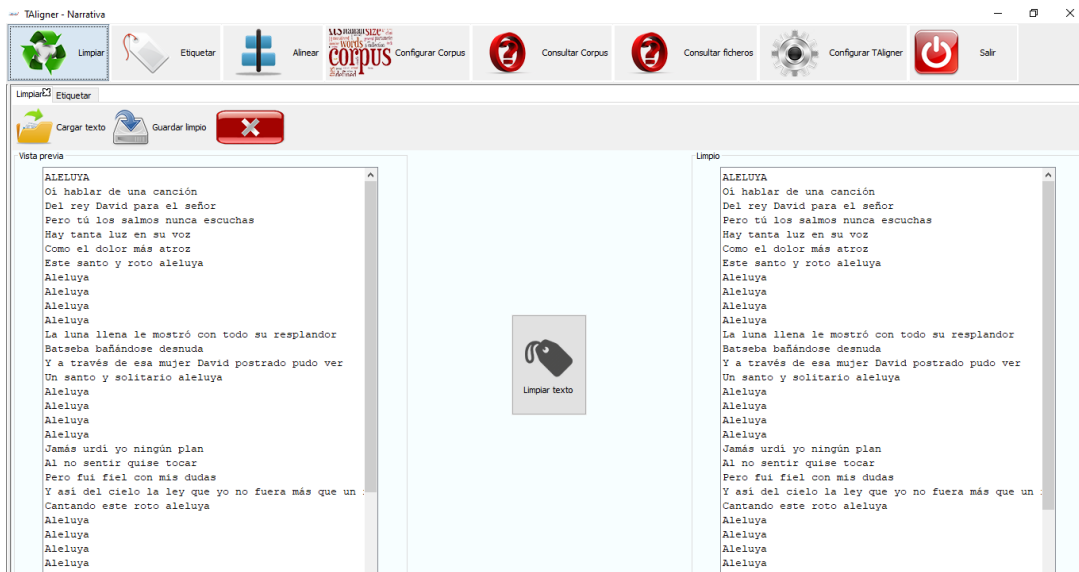 TAligner - Narrativa
Limpiar
Etiquetar
Alinear
corpus
Configurar Corpus
Consultar Corpus
Consultar ficheros
Configurar TAligner
Salir
Limpiar
Etiquetar
Cargar texto
Guardar limpio
Vista previa
ALELUYA
Oí hablar de una canción
Del rey David para el señor
Pero tú los salmos nunca escuchas
Hay tanta luz en su voz
Como el dolor más atroz
Este santo y roto aleluya
Aleluya
Aleluya
Aleluya
Aleluya
La luna llena le mostró con todo su resplandor
Batseba bañándose desnuda
Y a través de esa mujer David postrado pudo ver
Un santo y solitario aleluya
Aleluya
Aleluya
Aleluya
Aleluya
Jamás urdí yo ningún plan
Al no sentir quise tocar
Pero fui fiel con mis dudas
Y así del cielo la ley que yo no fuera más que un
Cantando este roto aleluya
Aleluya
Aleluya
Aleluya
Aleluya
Limpiar texto
Limpio
ALELUYA
Oí hablar de una canción
Del rey David para el señor
Pero tú los salmos nunca escuchas
Hay tanta luz en su voz
Como el dolor más atroz
Este santo y roto aleluya
Aleluya
Aleluya
Aleluya
Aleluya
La luna llena le mostró con todo su resplandor
Batseba bañándose desnuda
Y a través de esa mujer David postrado pudo ver
Un santo y solitario aleluya
Aleluya
Aleluya
Aleluya
Aleluya
Jamás urdí yo ningún plan
Al no sentir quise tocar
Pero fui fiel con mis dudas
Y así del cielo la ley que yo no fuera más que un
Cantando este roto aleluya
Aleluya
Aleluya
Aleluya
Aleluya